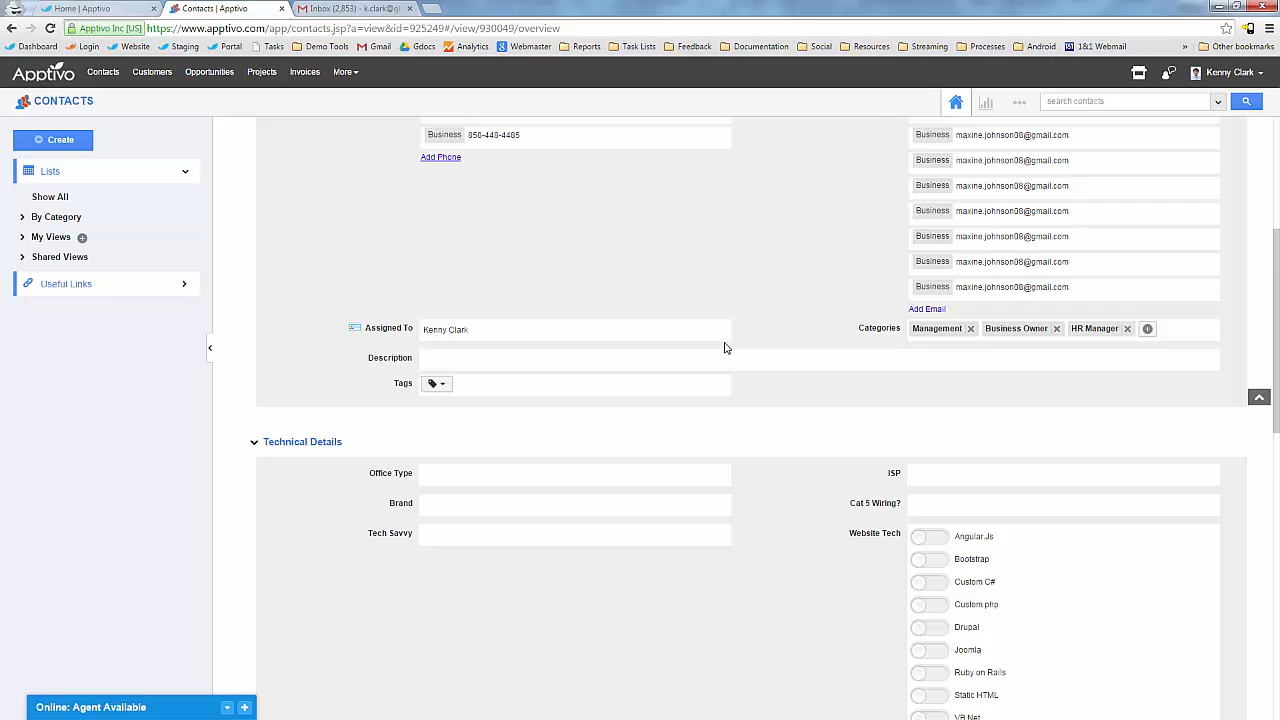 Home | Apptivo
Contacts | Apptivo
Inbox (2,853) - k.clark@gl
Apptivo Inc [US]
https://www.apptivo.com/app/contacts.jsp?a=view&id=925249#/view/930049/overview
Dashboard
Login
Website
Staging
Portal
Tasks
Demo Tools
Gmail
Gdocs
Analytics
Webmaster
Reports
Task Lists
Feedback
Documentation
Social
Resources
Streaming
Processes
Android
1&1 Webmail
»
Other bookmarks
Apptivo
Contacts
Customers
Opportunities
Projects
Invoices
More
Kenny Clark
CONTACTS
search contacts
Create
Lists
Show All
By Category
My Views
Shared Views
Useful Links
Business 858-448-4485
Add Phone
Business maxine.johnson08@gmail.com
Business maxine.johnson08@gmail.com
Business maxine.johnson08@gmail.com
Business maxine.johnson08@gmail.com
Business maxine.johnson08@gmail.com
Business maxine.johnson08@gmail.com
Business maxine.johnson08@gmail.com
Add Email
Assigned To Kenny Clark
Categories Management Business Owner HR Manager
Description
Tags
Technical Details
Office Type
ISP
Brand
Cat 5 Wiring?
Tech Savvy
Website Tech
Angular.Js
Bootstrap
Custom C#
Custom php
Drupal
Joomla
Ruby on Rails
Static HTML
VB.Net
Online: Agent Available